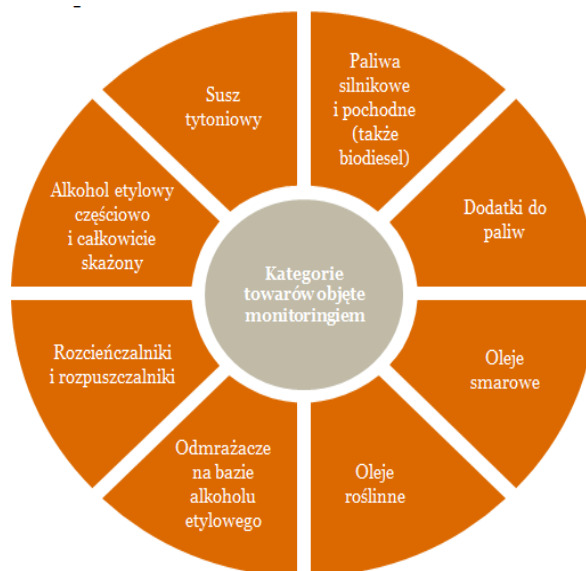 Kategorie
towarów objęte
monitoringiem
Paliwa
silnikowe
i pochodne
(także
biodiesel)
Dodatki do
paliw
Oleje
smarowe
Oleje
roślinne
Odmrażacze
na bazie
alkoholu
etylowego
Rozcieńczalniki
i rozpuszczalniki
Alkohol etylowy
częściowo
i całkowicie
skażony
Susz
tytoniowy